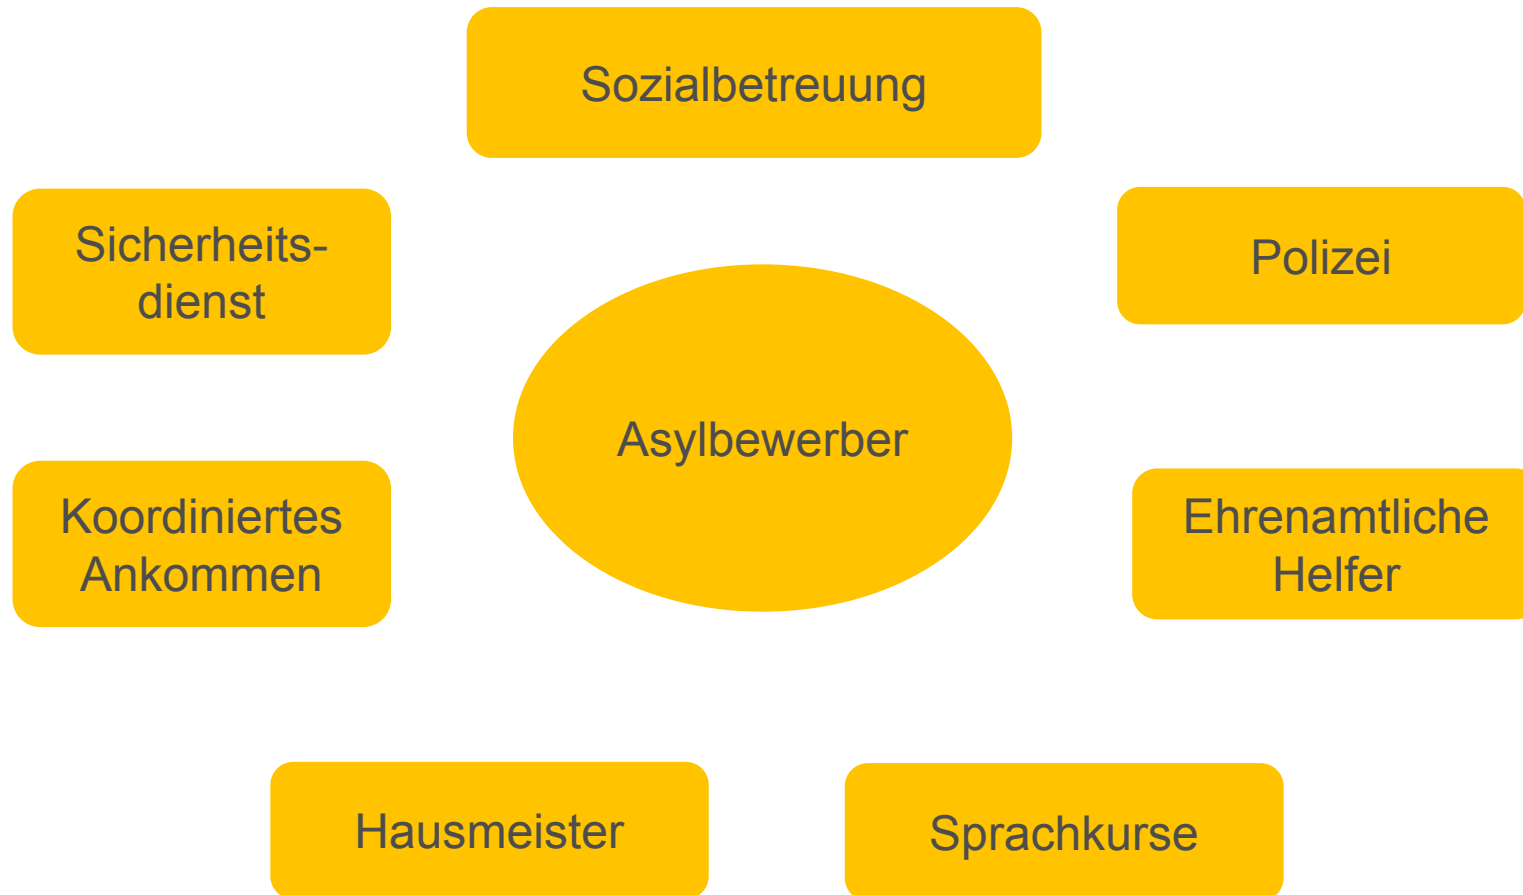 Sozialbetreuung
Sicherheits-
dienst
Polizei
Asylbewerber
Koordiniertes
Ankommen
Ehrenamtliche
Helfer
Hausmeister
Sprachkurse